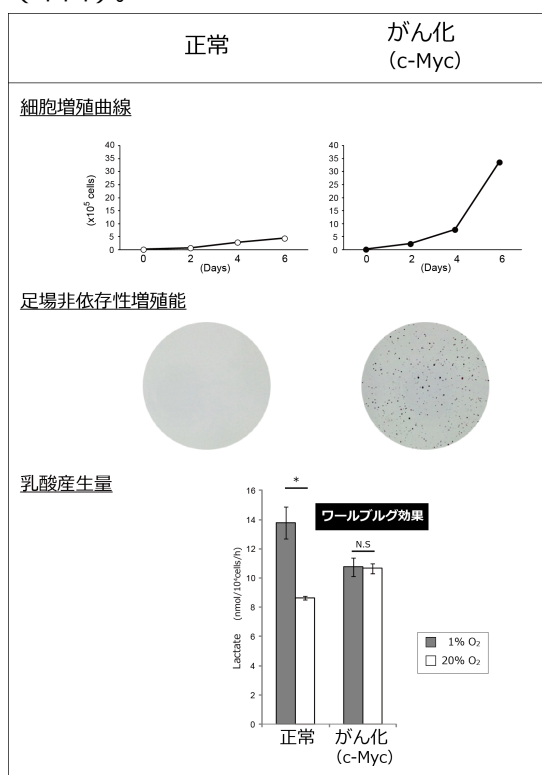 正常
がん化
（c-Myc）
細胞増殖曲線
40
35
30
25
20
15
10
5
0
(x10⁵ cells)
0 2 4 6
(Days)
40
35
30
25
20
15
10
5
0
0 2 4 6
(Days)
足場非依存性増殖能
乳酸産生量
16
14
12
10
8
6
4
2
0
Lactate (nmol/10⁴cells/h)
*
ワールブルグ効果
N.S
1% O₂
20% O₂
正常
がん化
（c-Myc）